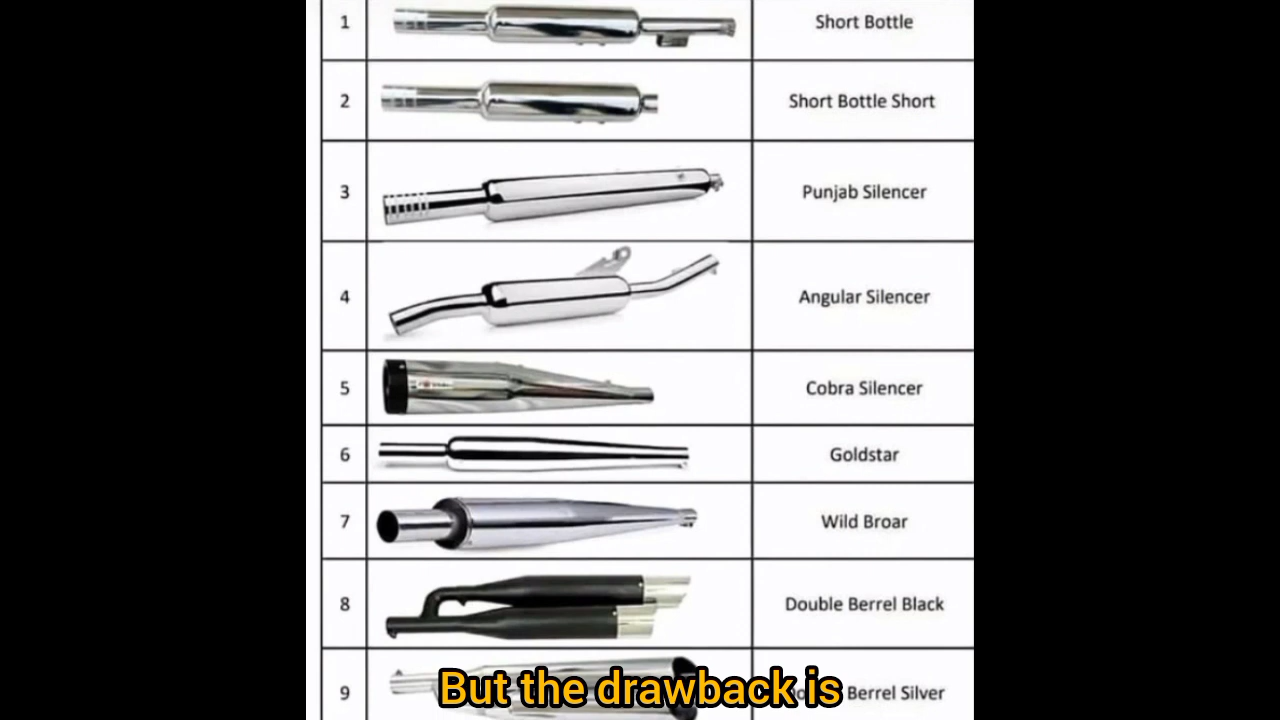 1 Short Bottle
2 Short Bottle Short
3 Punjab Silencer
4 Angular Silencer
5 Cobra Silencer
6 Goldstar
7 Wild Broar
8 Double Berrel Black
9 Berrel Silver
But the drawback is